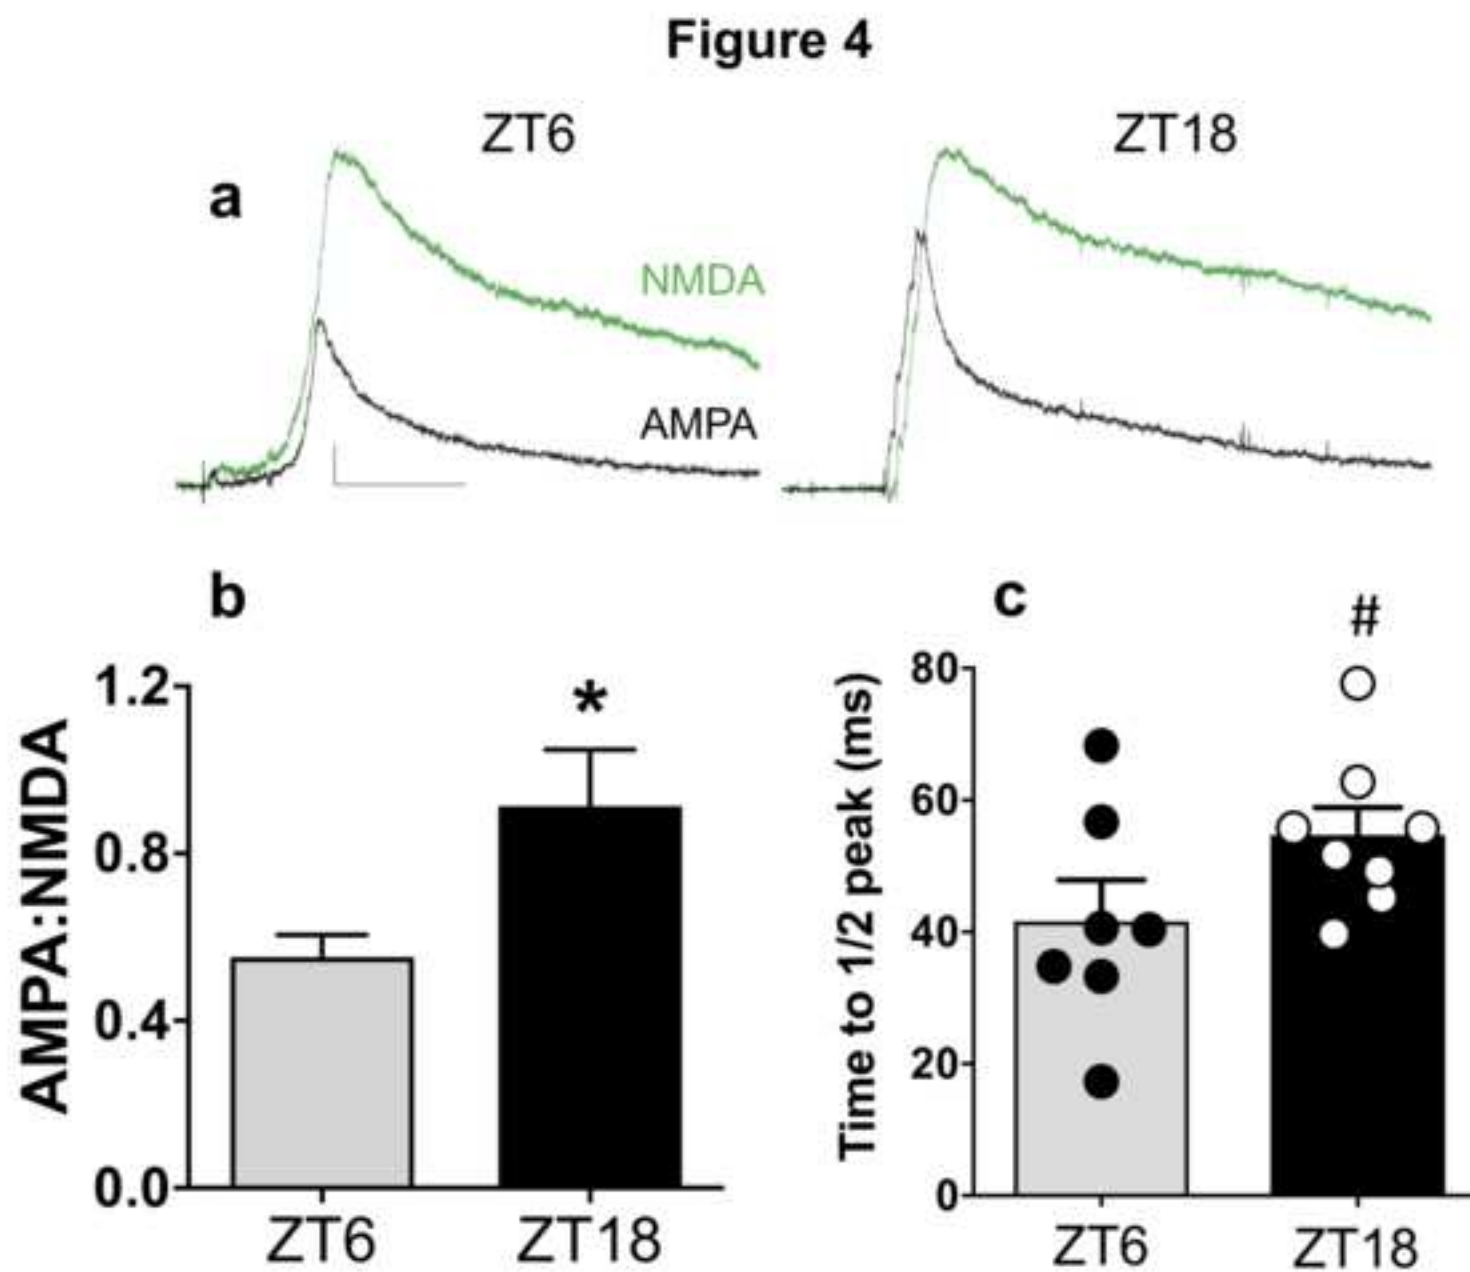 Figure 4
ZT6
ZT18
a
NMDA
AMPA
b
c
*
#
AMPA:NMDA
1.2
0.8
0.4
0.0
ZT6
ZT18
Time to 1/2 peak (ms)
80
60
40
20
0
ZT6
ZT18